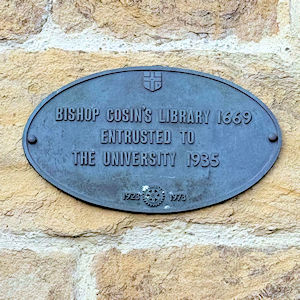 BISHOP COSIN'S LIBRARY 1669
ENTRUSTED TO
THE UNIVERSITY 1935
1923 1973